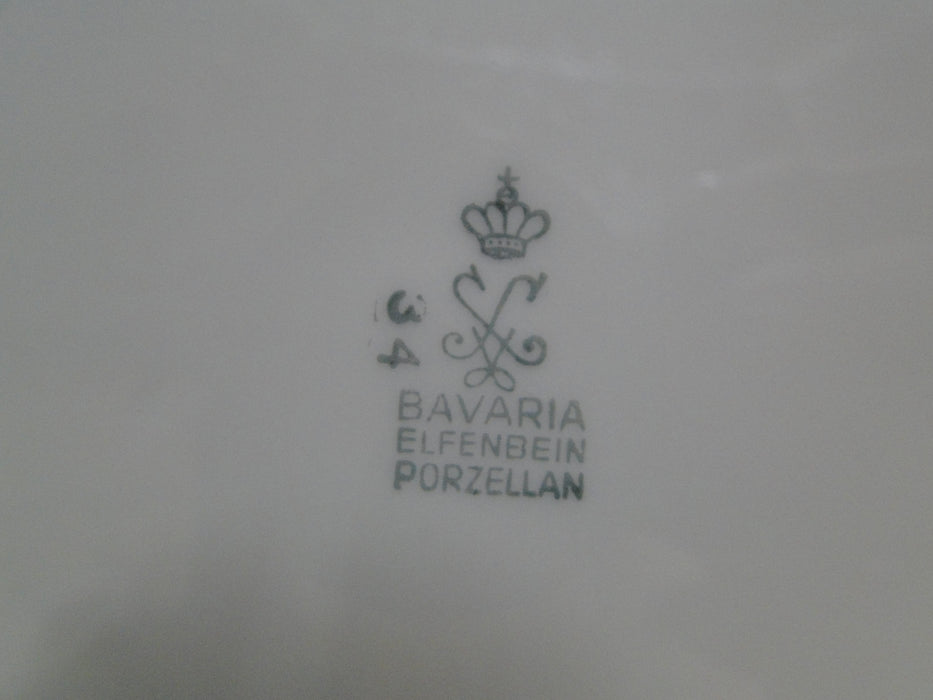 34
BAVARIA
ELFENBEIN
PORZELLAN